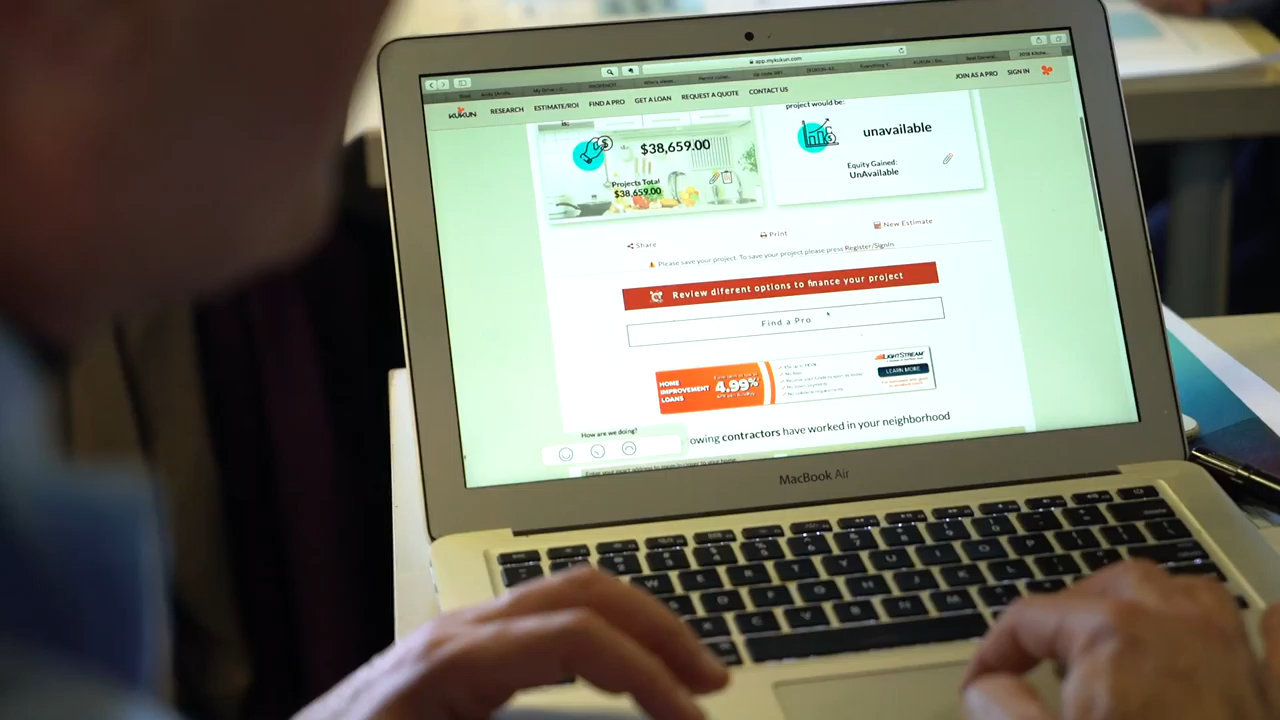 app.mykukun.com
KUKUN RESEARCH ESTIMATE/ROI FIND A PRO GET A LOAN REQUEST A QUOTE CONTACT US JOIN AS A PRO SIGN IN
project would be:
$38,659.00
unavailable
Projects Total
$38,659.00
Equity Gained:
UnAvailable
Share
Print
New Estimate
Please save your project. To save your project please press Register/SignIn
Review diferent options to finance your project
Find a Pro
HOME
IMPROVEMENT
LOANS
4.99%
LIGHTSTREAM
LEARN MORE
owing contractors have worked in your neighborhood
How are we doing?
MacBook Air